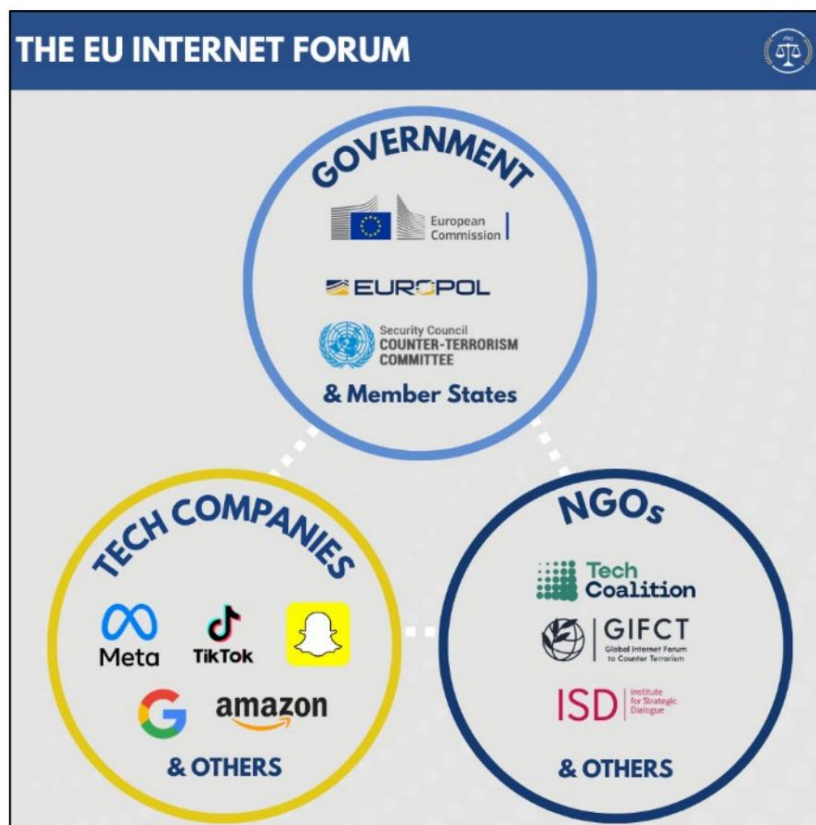 THE EU INTERNET FORUM
GOVERNMENT
European
Commission
EUROPOL
Security Council
COUNTER-TERRORISM
COMMITTEE
& Member States
TECH COMPANIES
Meta
TikTok
G
amazon
& OTHERS
NGOs
Tech
Coalition
GIFCT
Global Internet Forum
to Counter Terrorism
ISD
Institute
for Strategic
Dialogue
& OTHERS